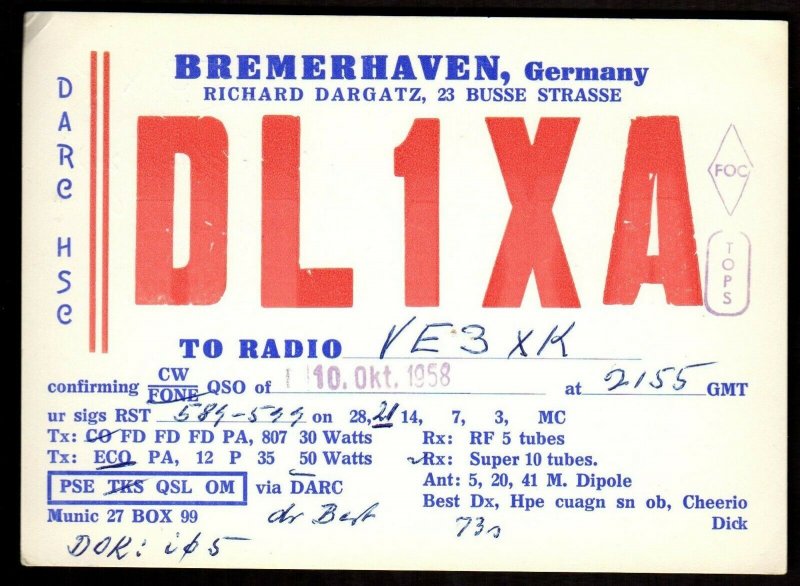 BREMERHAVEN, Germany
RICHARD DARGATZ, 23 BUSSE STRASSE
DARC HSC
DL1XA
FOC
TOPS
TO RADIO VE3XK
confirming CW FONE QSO of 10. Okt. 1958 at 2155 GMT
ur sigs RST 589-599 on 28, 21 14, 7, 3, MC
Tx: CO FD FD FD PA, 807 30 Watts Rx: RF 5 tubes
Tx: ECO PA, 12 P 35 50 Watts Rx: Super 10 tubes.
PSE TKS QSL OM via DARC Ant: 5, 20, 41 M. Dipole
Best Dx, Hpe cuagn sn ob, Cheerio
Munic 27 BOX 99 dr Bert 73s Dick
DOK: iø5